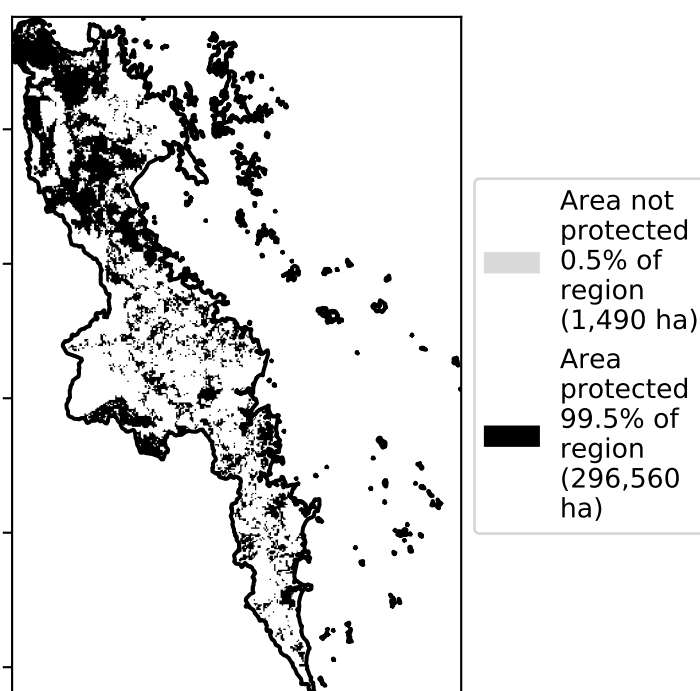 Area not
protected
0.5% of
region
(1,490 ha)
Area
protected
99.5% of
region
(296,560
ha)